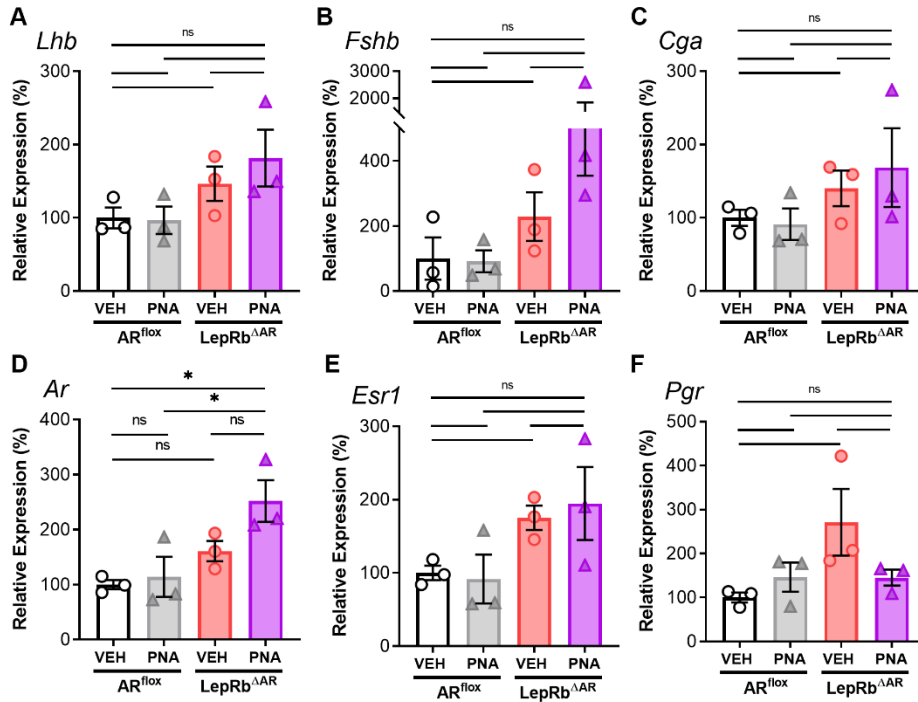 A
Lhb
ns
Relative Expression (%)
300
200
100
0
VEH PNA VEH PNA
ARflox LepRbΔAR
B
Fshb
ns
Relative Expression (%)
3000
2000
400
200
0
VEH PNA VEH PNA
ARflox LepRbΔAR
C
Cga
ns
Relative Expression (%)
300
200
100
0
VEH PNA VEH PNA
ARflox LepRbΔAR
D
Ar
*
*
ns ns
ns
Relative Expression (%)
400
300
200
100
0
VEH PNA VEH PNA
ARflox LepRbΔAR
E
Esr1
ns
Relative Expression (%)
300
200
100
0
VEH PNA VEH PNA
ARflox LepRbΔAR
F
Pgr
ns
Relative Expression (%)
500
400
300
200
100
0
VEH PNA VEH PNA
ARflox LepRbΔAR